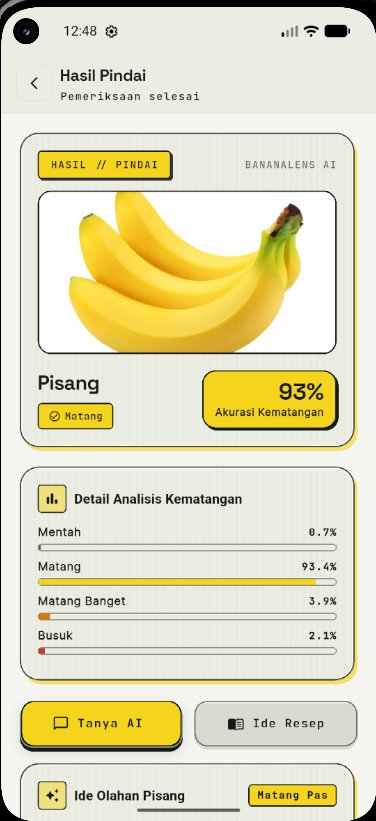 12:48
Hasil Pindai
Pemeriksaan selesai
HASIL // PINDAI
BANANALENS AI
Pisang
Matang
93%
Akurasi Kematangan
Detail Analisis Kematangan
Mentah 0.7%
Matang 93.4%
Matang Banget 3.9%
Busuk 2.1%
Tanya AI
Ide Resep
Ide Olahan Pisang
Matang Pas